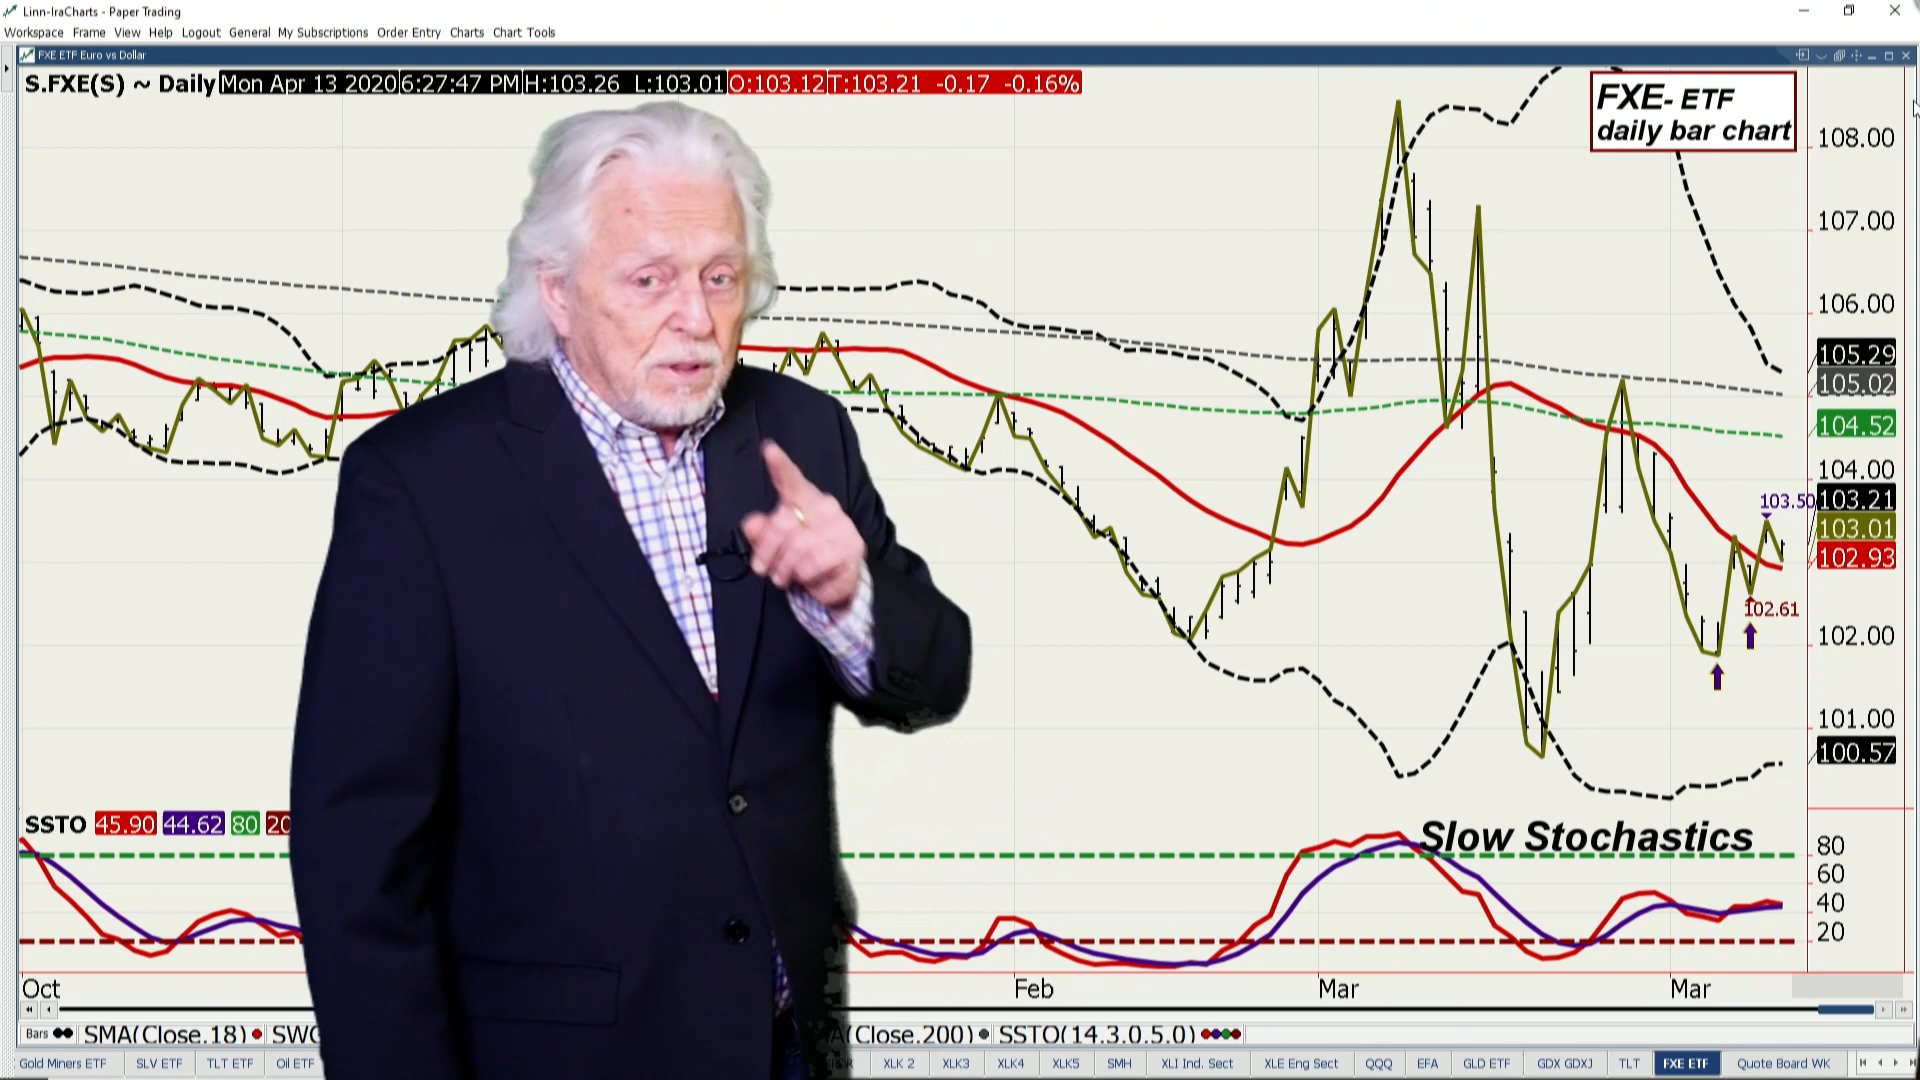 Linn-IraCharts - Paper Trading
Workspace Frame View Help Logout General My Subscriptions Order Entry Charts Chart Tools
FXE ETF Euro vs Dollar
S.FXE(S) ~ Daily Mon Apr 13 2020 6:27:47 PM H:103.26 L:103.01 O:103.12 T:103.21 -0.17 -0.16%
FXE- ETF
daily bar chart
108.00
107.00
106.00
105.29
105.02
104.52
104.00
103.50
103.21
103.01
102.93
102.61
102.00
101.00
100.57
SSTO 45.90 44.62 80 20
Slow Stochastics
80
60
40
20
Oct Feb Mar Mar
Bars SMA(Close.18) SWG (Close.200) SSTO(14.3.0.5.0)
Gold Miners ETF SLV ETF TLT ETF Oil ETF XLK 2 XLK3 XLK4 XLK5 SMH XLI Ind. Sect XLE Eng Sect QQQ EFA GLD ETF GDX GDXJ TLT FXE ETF Quote Board WK